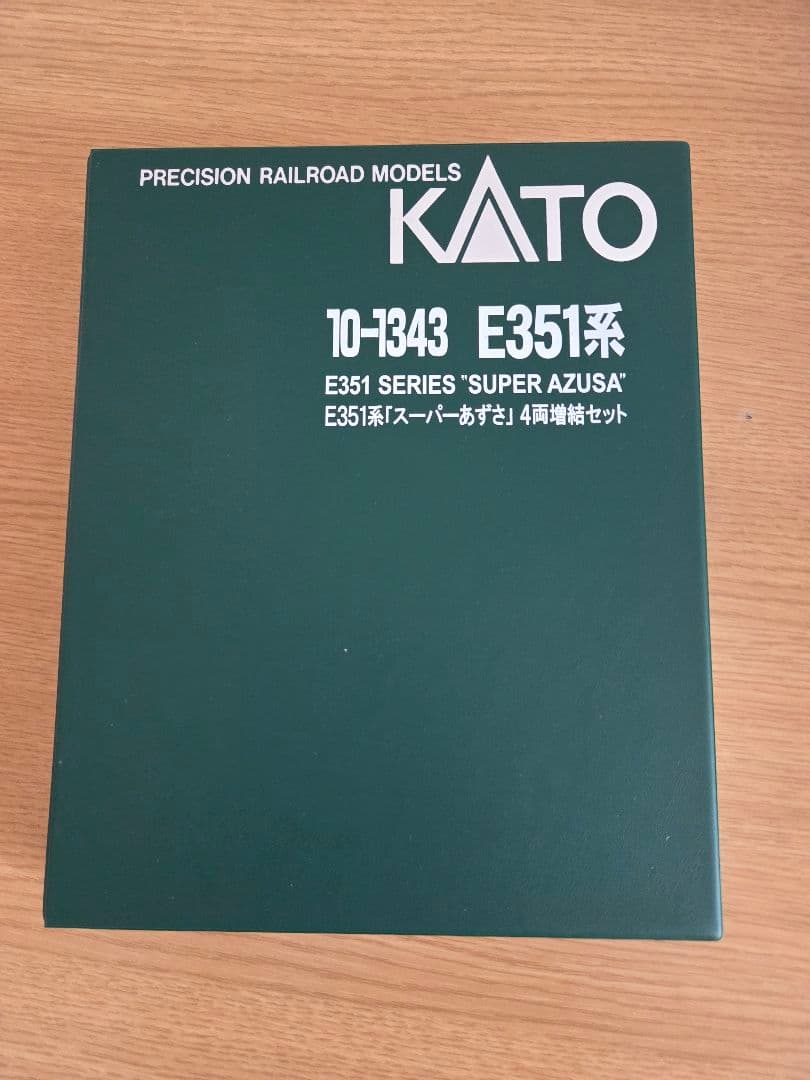 PRECISION RAILROAD MODELS
KATO
10-1343 E351系
E351 SERIES "SUPER AZUSA"
E351系「スーパーあずさ」4両増結セット